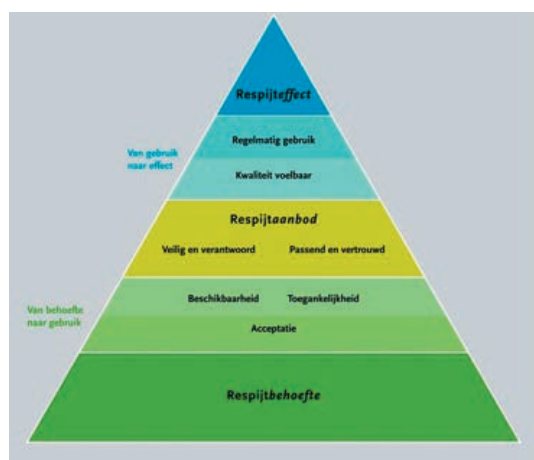 Respijteffect
Regelmatig gebruik
Van gebruik
naar effect
Kwaliteit voelbaar
Respijtaanbod
Veilig en verantwoord Passend en vertrouwd
Beschikbaarheid Toegankelijkheid
Van behoefte
naar gebruik
Acceptatie
Respijtbehoefte